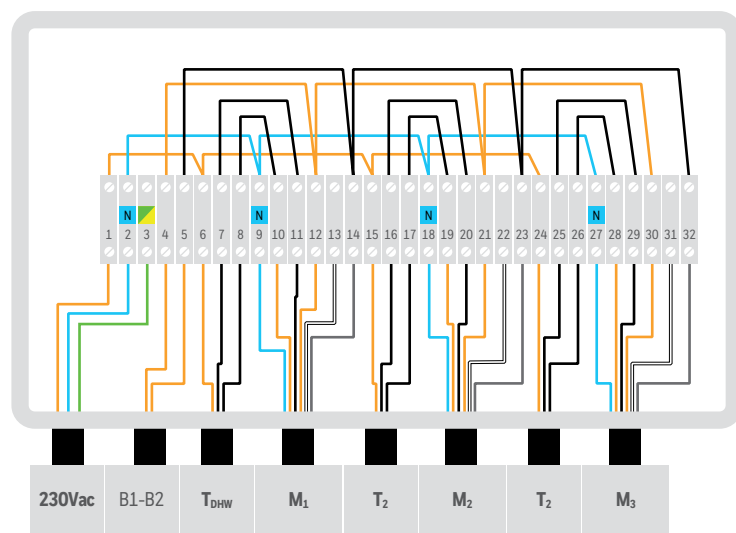 N N N N
1 2 3 4 5 6 7 8 9 10 11 12 13 14 15 16 17 18 19 20 21 22 23 24 25 26 27 28 29 30 31 32
230Vac B1-B2 T_DHW M₁ T₂ M₂ T₂ M₃